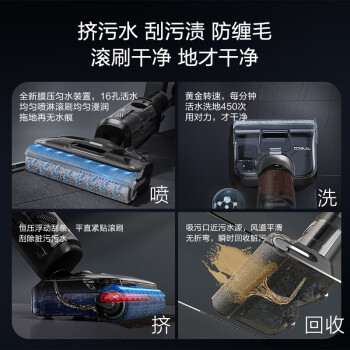 挤污水 刮污渍 防缠毛
滚刷干净 地才干净
全新膜压匀水装置，16孔活水
均匀喷淋滚刷均匀浸润
拖地再无水痕
喷
黄金转速，每分钟
活水洗地450次
用对力，才干净
洗
恒压浮动刮条，平直紧贴滚刷
刮除脏污污水
挤
吸污口近污水源，风道平滑
无折弯，瞬时回收脏污
回收